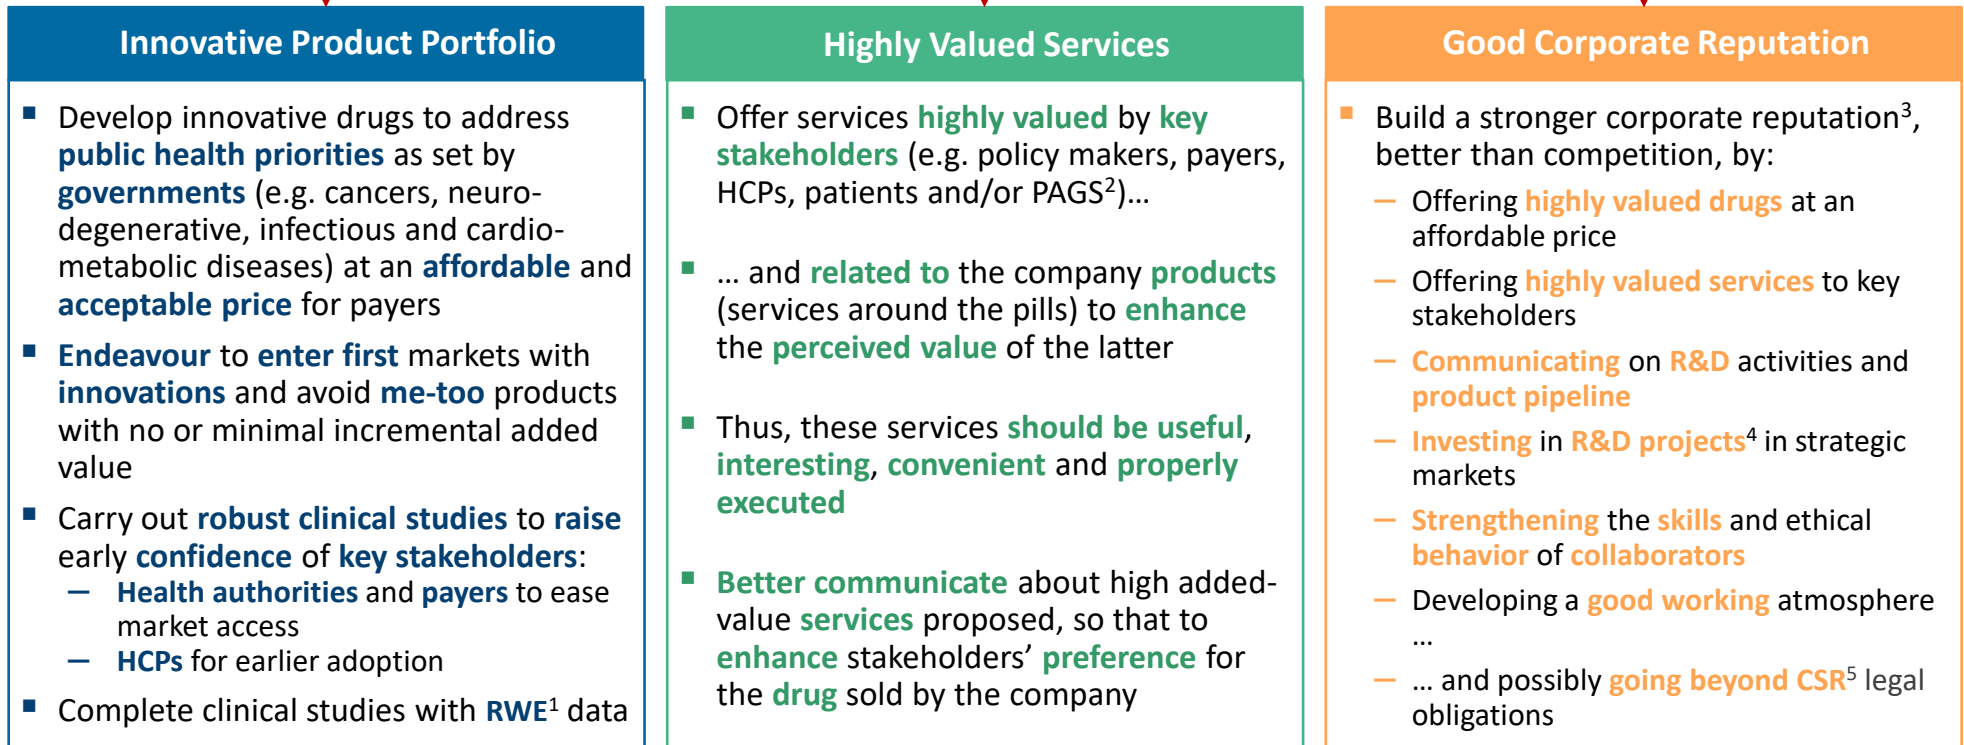 Innovative Product Portfolio
▪ Develop innovative drugs to address
public health priorities as set by
governments (e.g. cancers, neuro-
degenerative, infectious and cardio-
metabolic diseases) at an affordable and
acceptable price for payers
▪ Endeavour to enter first markets with
innovations and avoid me-too products
with no or minimal incremental added
value
▪ Carry out robust clinical studies to raise
early confidence of key stakeholders:
— Health authorities and payers to ease
market access
— HCPs for earlier adoption
▪ Complete clinical studies with RWE¹ data
Highly Valued Services
▪ Offer services highly valued by key
stakeholders (e.g. policy makers, payers,
HCPs, patients and/or PAGS²)…
▪ … and related to the company products
(services around the pills) to enhance
the perceived value of the latter
▪ Thus, these services should be useful,
interesting, convenient and properly
executed
▪ Better communicate about high added-
value services proposed, so that to
enhance stakeholders’ preference for
the drug sold by the company
Good Corporate Reputation
▪ Build a stronger corporate reputation³,
better than competition, by:
— Offering highly valued drugs at an
affordable price
— Offering highly valued services to key
stakeholders
— Communicating on R&D activities and
product pipeline
— Investing in R&D projects⁴ in strategic
markets
— Strengthening the skills and ethical
behavior of collaborators
— Developing a good working atmosphere
…
— … and possibly going beyond CSR⁵ legal
obligations